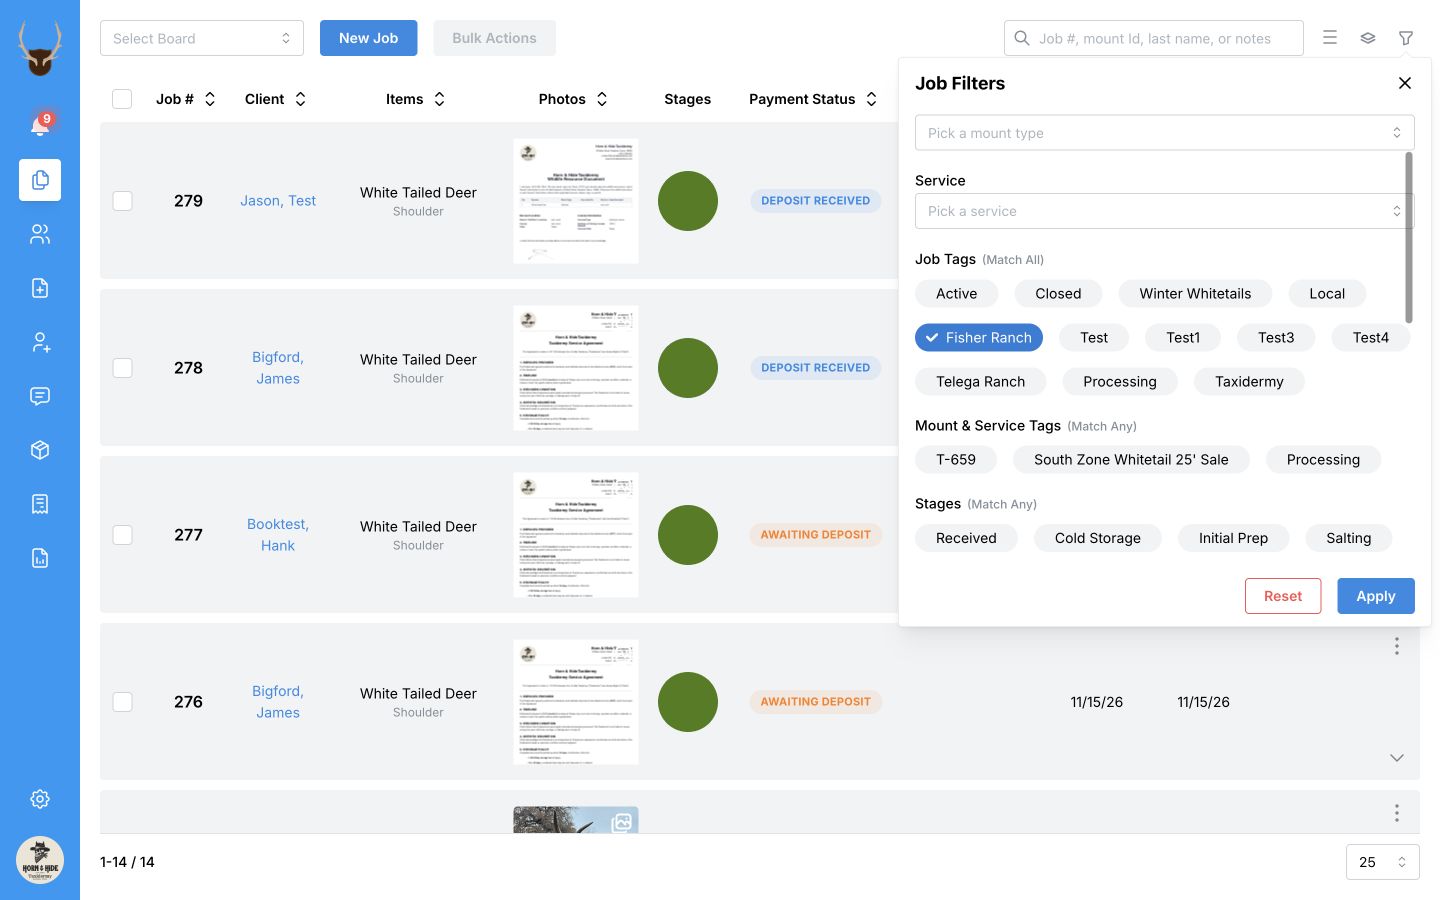 Select Board
New Job
Bulk Actions
Job #, mount Id, last name, or notes
9
Job #
Client
Items
Photos
Stages
Payment Status
279
Jason, Test
White Tailed Deer
Shoulder
DEPOSIT RECEIVED
278
Bigford,
James
White Tailed Deer
Shoulder
DEPOSIT RECEIVED
277
Booktest,
Hank
White Tailed Deer
Shoulder
AWAITING DEPOSIT
276
Bigford,
James
White Tailed Deer
Shoulder
AWAITING DEPOSIT
11/15/26
11/15/26
Job Filters
Pick a mount type
Service
Pick a service
Job Tags (Match All)
Active
Closed
Winter Whitetails
Local
Fisher Ranch
Test
Test1
Test3
Test4
Telega Ranch
Processing
Taxidermy
Mount & Service Tags (Match Any)
T-659
South Zone Whitetail 25' Sale
Processing
Stages (Match Any)
Received
Cold Storage
Initial Prep
Salting
Reset
Apply
HORN & HIDE
1-14 / 14
25